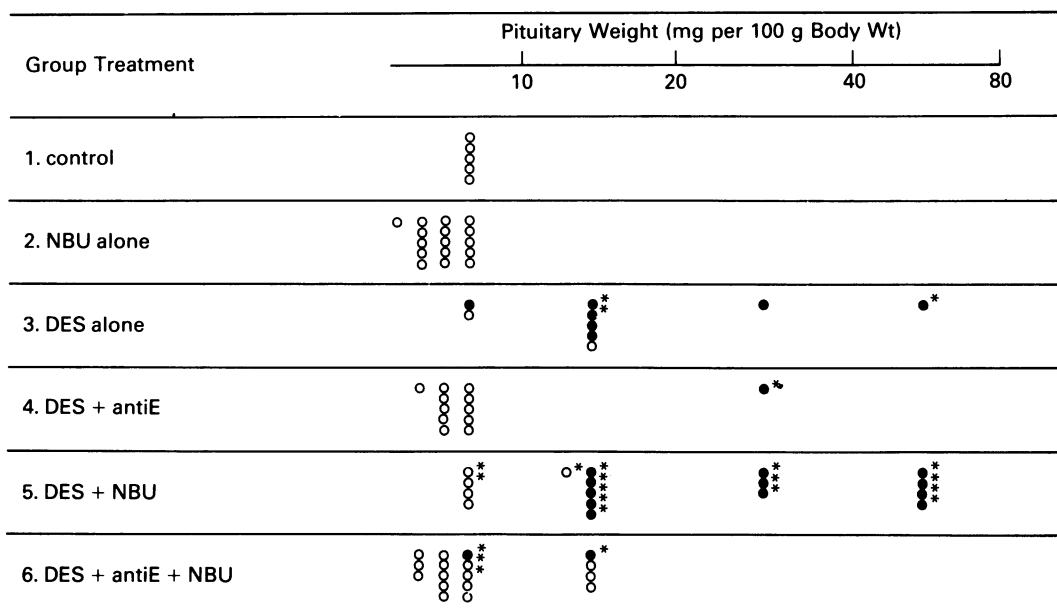 Pituitary Weight (mg per 100 g Body Wt)
Group Treatment
10 20 40 80
1. control
2. NBU alone
3. DES alone
4. DES + antiE
5. DES + NBU
6. DES + antiE + NBU